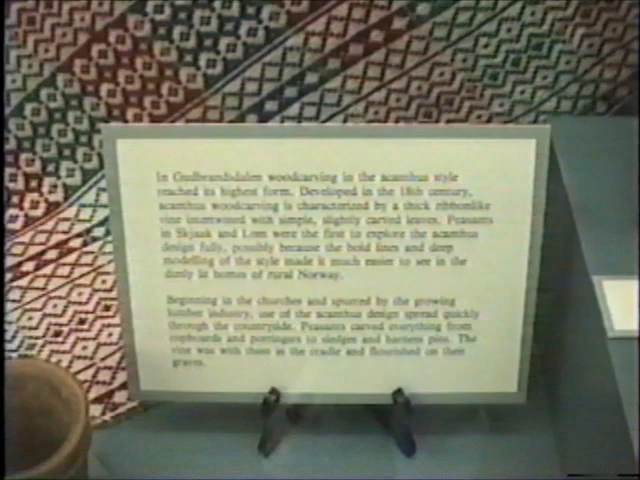 In Gudbrandsdalen woodcarving in the acanthus style
reached its highest form. Developed in the 18th century,
acanthus woodcarving is characterized by a thick ribbonlike
vine intertwined with simple, slightly carved leaves. Peasants
in Skjaak and Lom were the first to explore the acanthus
design fully, possibly because the bold lines and deep
modelling of the style made it much easier to see in the
dimly lit homes of rural Norway.
Beginning in the churches and spurred by the growing
lumber industry, use of the acanthus design spread quickly
through the countryside. Peasants carved everything from
cupboards and porringers to sledges and harness pins. The
vine was with them in the cradle and flourished on their
graves.